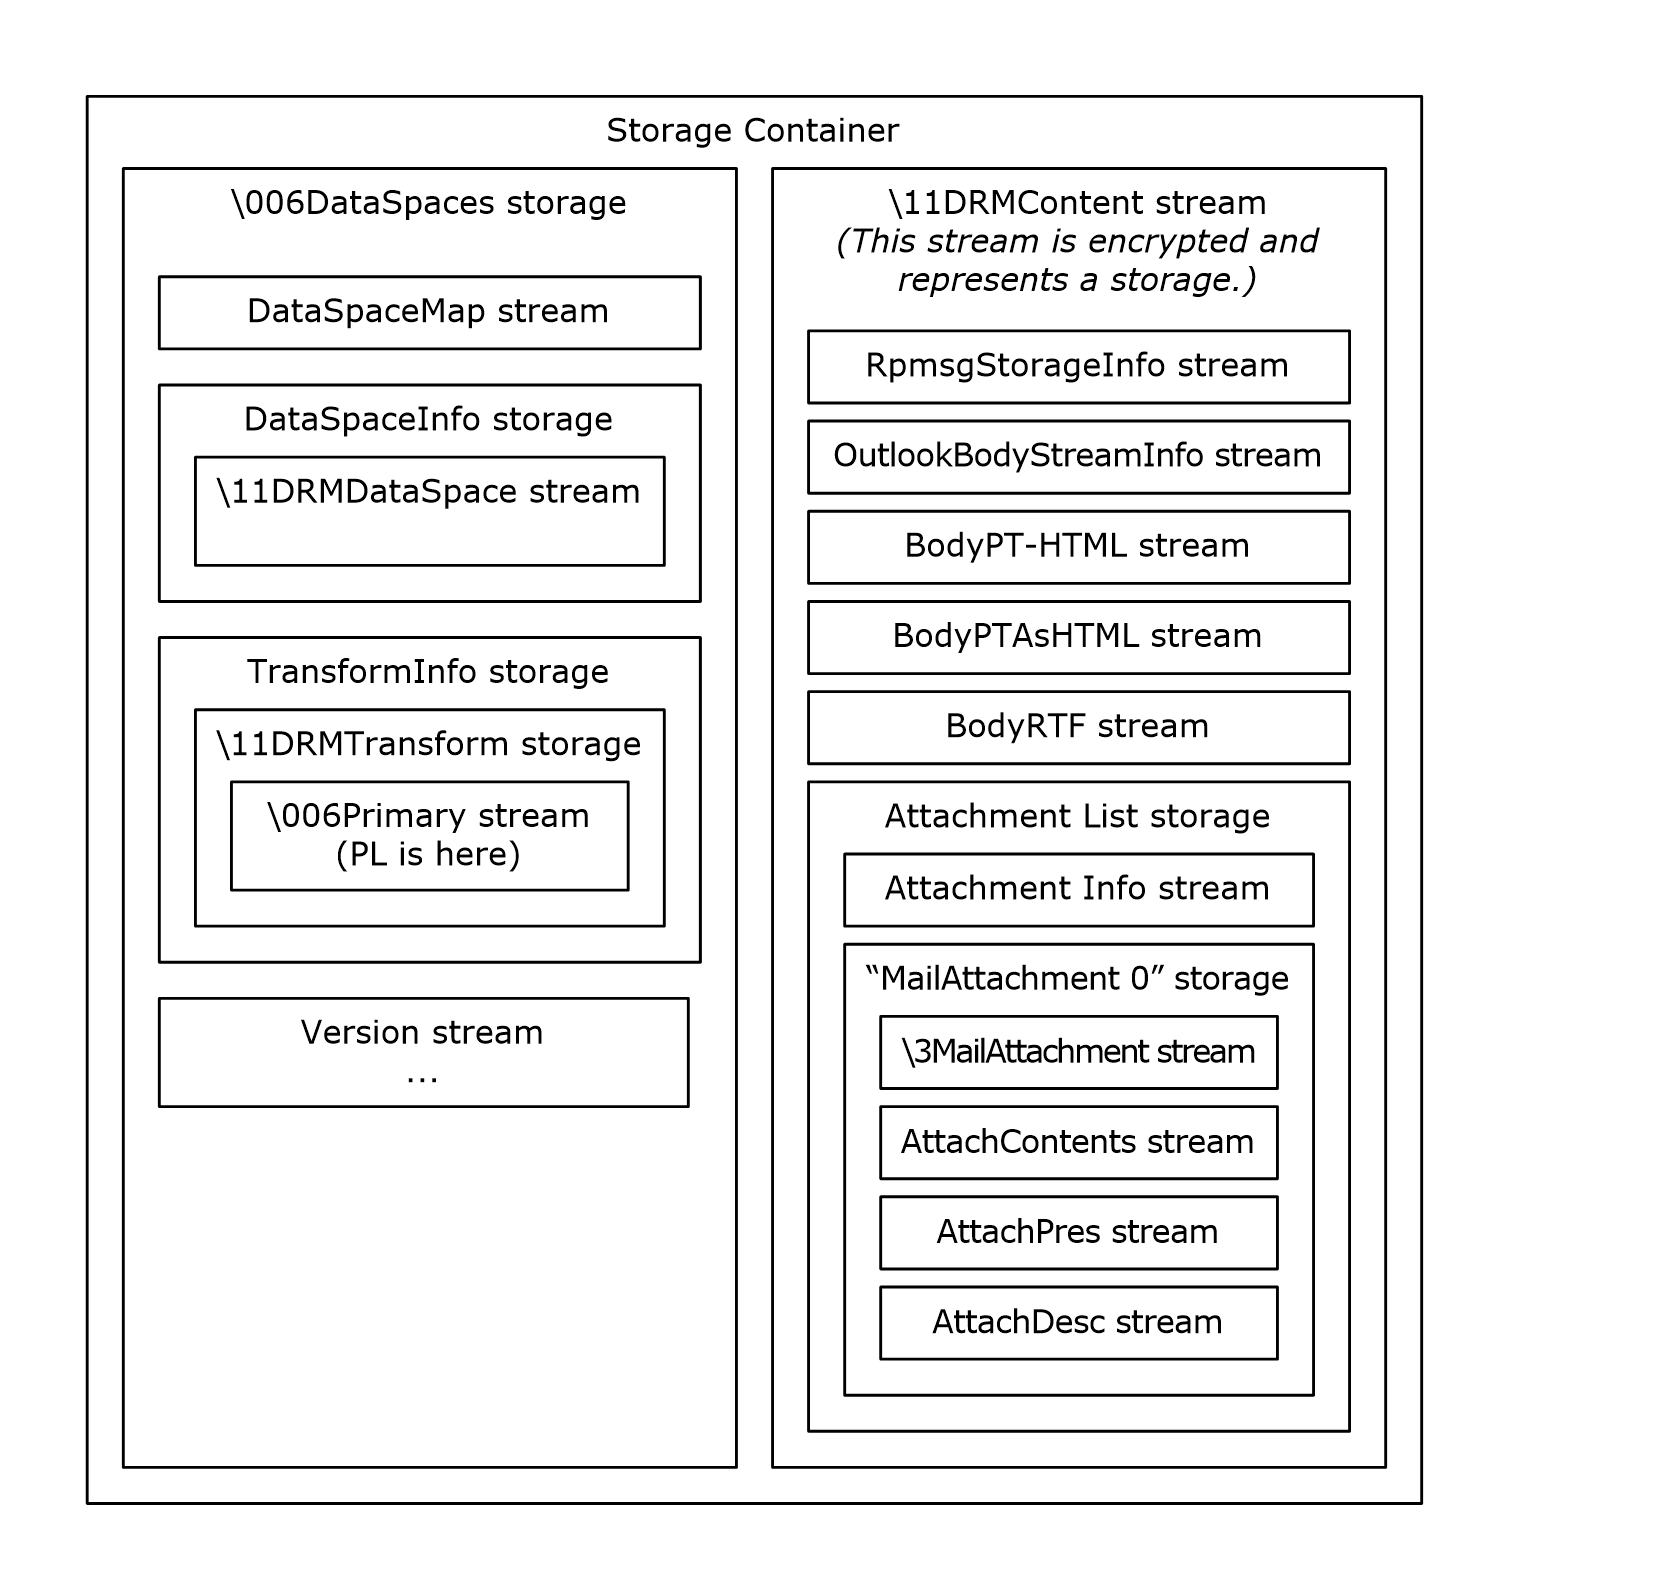 Storage Container
\006DataSpaces storage
DataSpaceMap stream
DataSpaceInfo storage
\11DRMDataSpace stream
TransformInfo storage
\11DRMTransform storage
\006Primary stream
(PL is here)
Version stream
...
\11DRMContent stream
(This stream is encrypted and
represents a storage.)
RpmsgStorageInfo stream
OutlookBodyStreamInfo stream
BodyPT-HTML stream
BodyPTAsHTML stream
BodyRTF stream
Attachment List storage
Attachment Info stream
“MailAttachment 0” storage
\3MailAttachment stream
AttachContents stream
AttachPres stream
AttachDesc stream